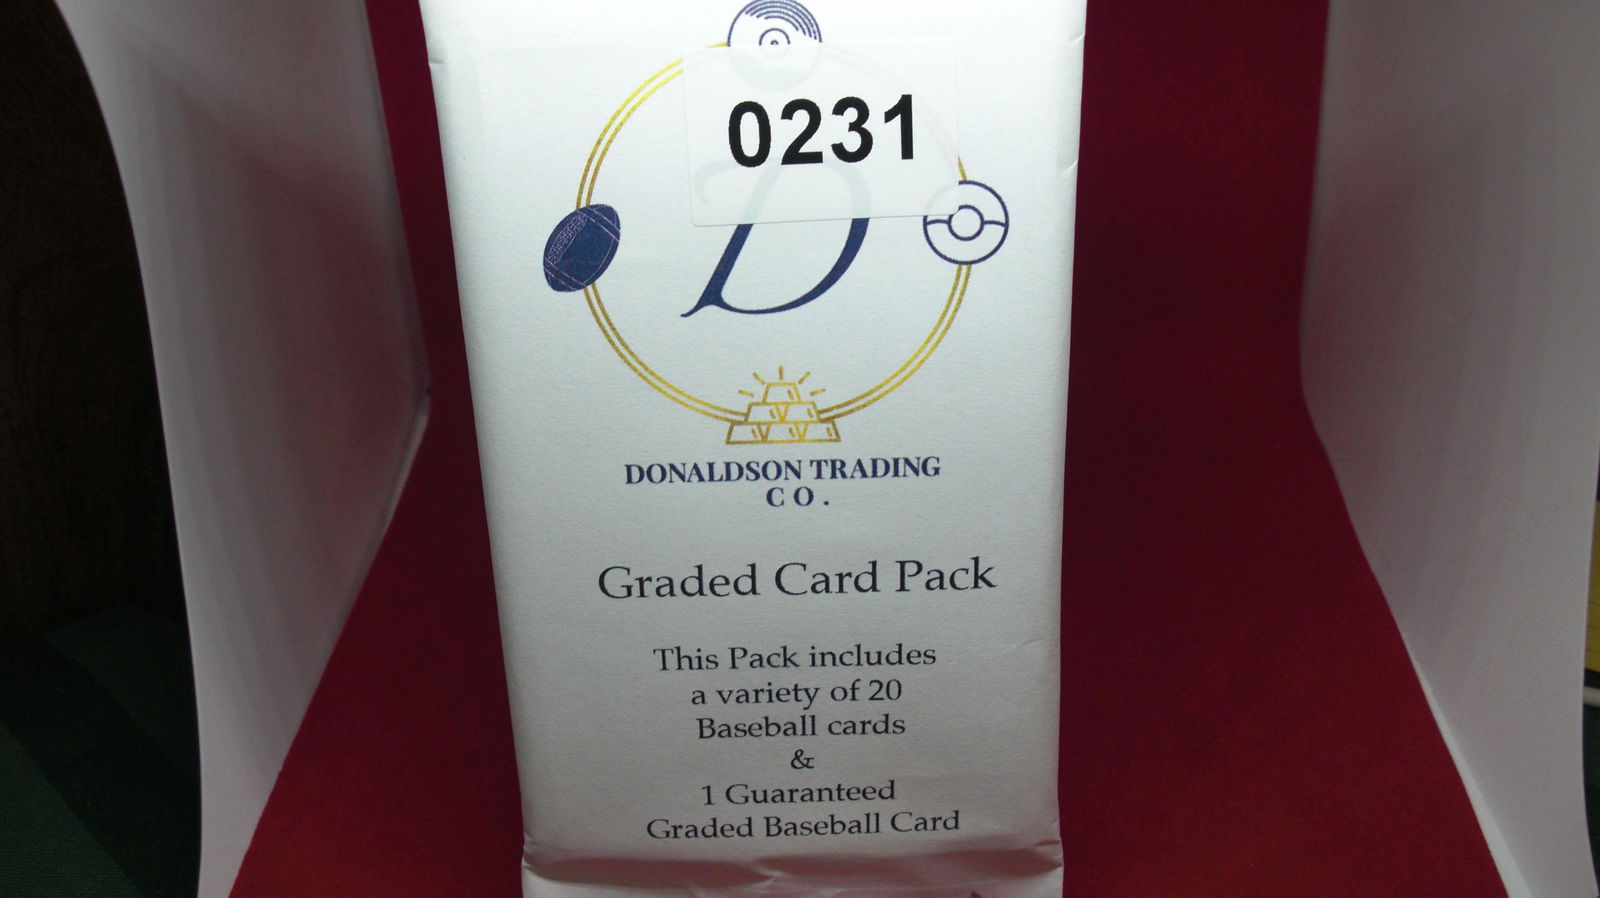 0231
D
DONALDSON TRADING
CO.
Graded Card Pack
This Pack includes
a variety of 20
Baseball cards
&
1 Guaranteed
Graded Baseball Card